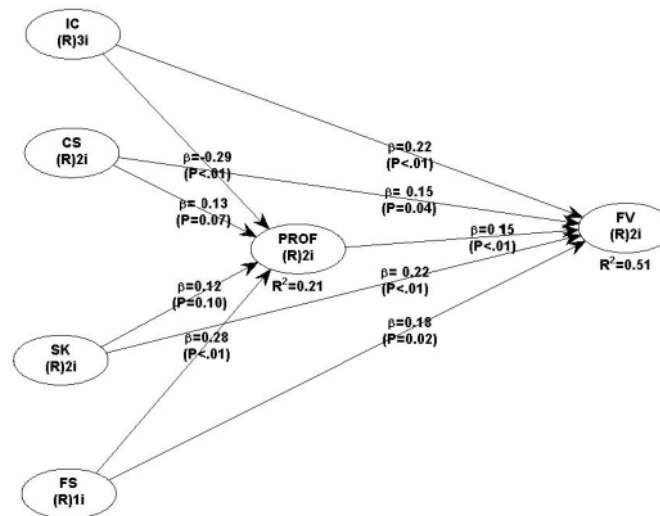 IC
(R)3i
CS
(R)2i
β=-0.29
(P<.01)
β=0.22
(P<.01)
β= 0.15
(P=0.04)
β= 0.13
(P=0.07)
PROF
(R)2i
R²=0.21
β=0.15
(P<.01)
FV
(R)2i
R²=0.51
β=0.12
(P=0.10)
β= 0.22
(P<.01)
SK
(R)2i
β=0.28
(P<.01)
β=0.18
(P=0.02)
FS
(R)1i